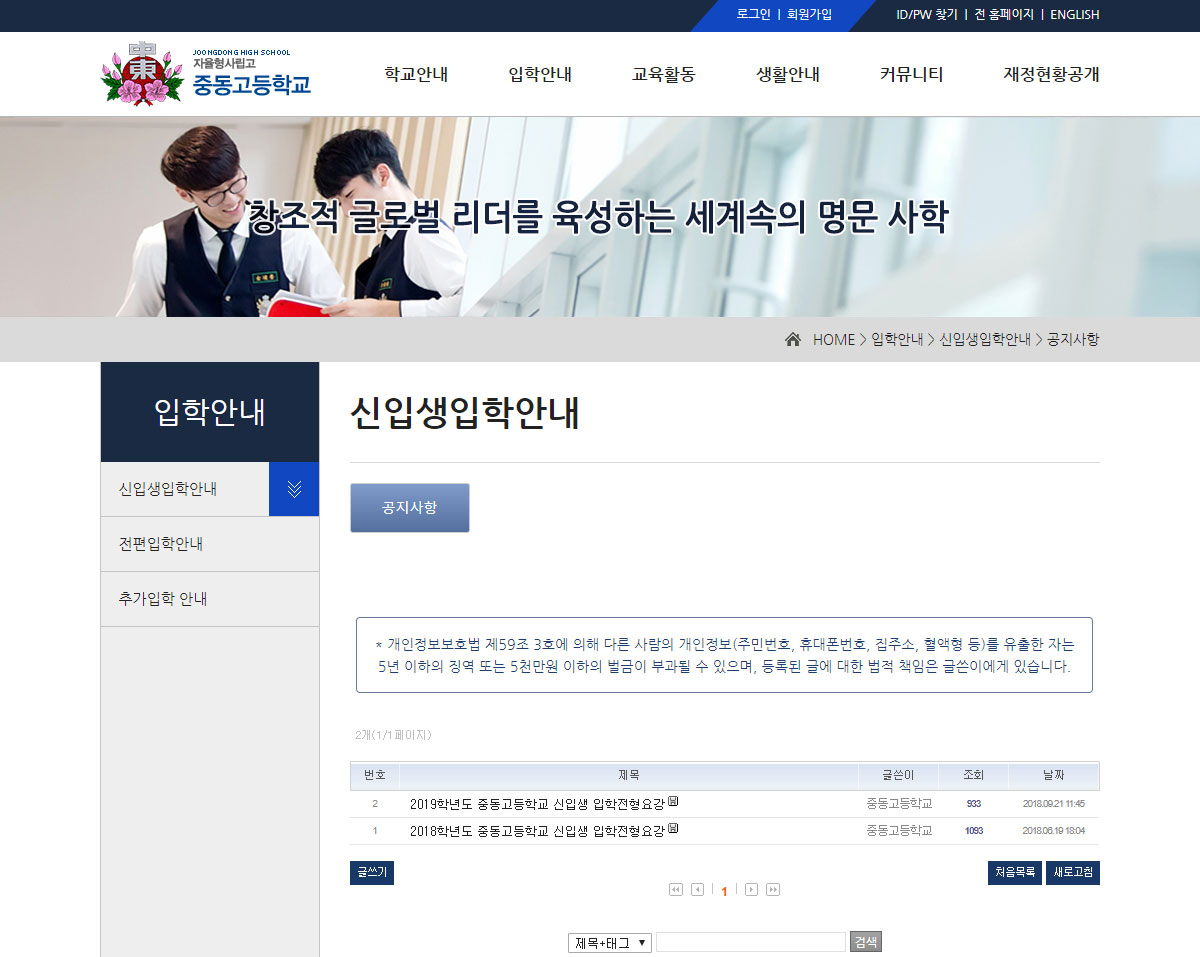 로그인 | 회원가입 ID/PW 찾기 | 전 홈페이지 | ENGLISH
中
東
JOONGDONG HIGH SCHOOL
자율형사립고
중동고등학교
학교안내 입학안내 교육활동 생활안내 커뮤니티 재정현황공개
창조적 글로벌 리더를 육성하는 세계속의 명문 사학
HOME > 입학안내 > 신입생입학안내 > 공지사항
입학안내
신입생입학안내
전편입학안내
추가입학 안내
신입생입학안내
공지사항
* 개인정보보호법 제59조 3호에 의해 다른 사람의 개인정보(주민번호, 휴대폰번호, 집주소, 혈액형 등)를 유출한 자는
5년 이하의 징역 또는 5천만원 이하의 벌금이 부과될 수 있으며, 등록된 글에 대한 법적 책임은 글쓴이에게 있습니다.
2개(1/1페이지)
번호 제목 글쓴이 조회 날짜
2 2019학년도 중동고등학교 신입생 입학전형요강 중동고등학교 933 2018.09.21 11:45
1 2018학년도 중동고등학교 신입생 입학전형요강 중동고등학교 1093 2018.06.19 18:04
글쓰기 처음목록 새로고침
1
제목+태그 ▼ 검색